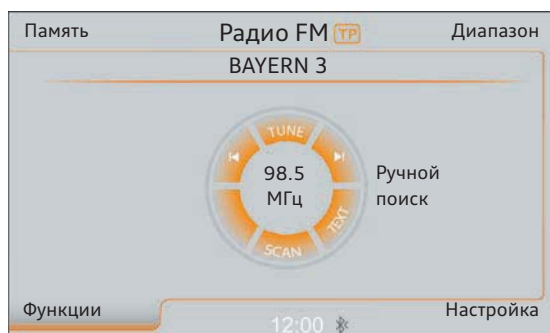 Память Радио FM TP Диапазон
BAYERN 3
TUNE
98.5
МГц
Ручной
поиск
TEXT
SCAN
Функции
12:00
Настройка